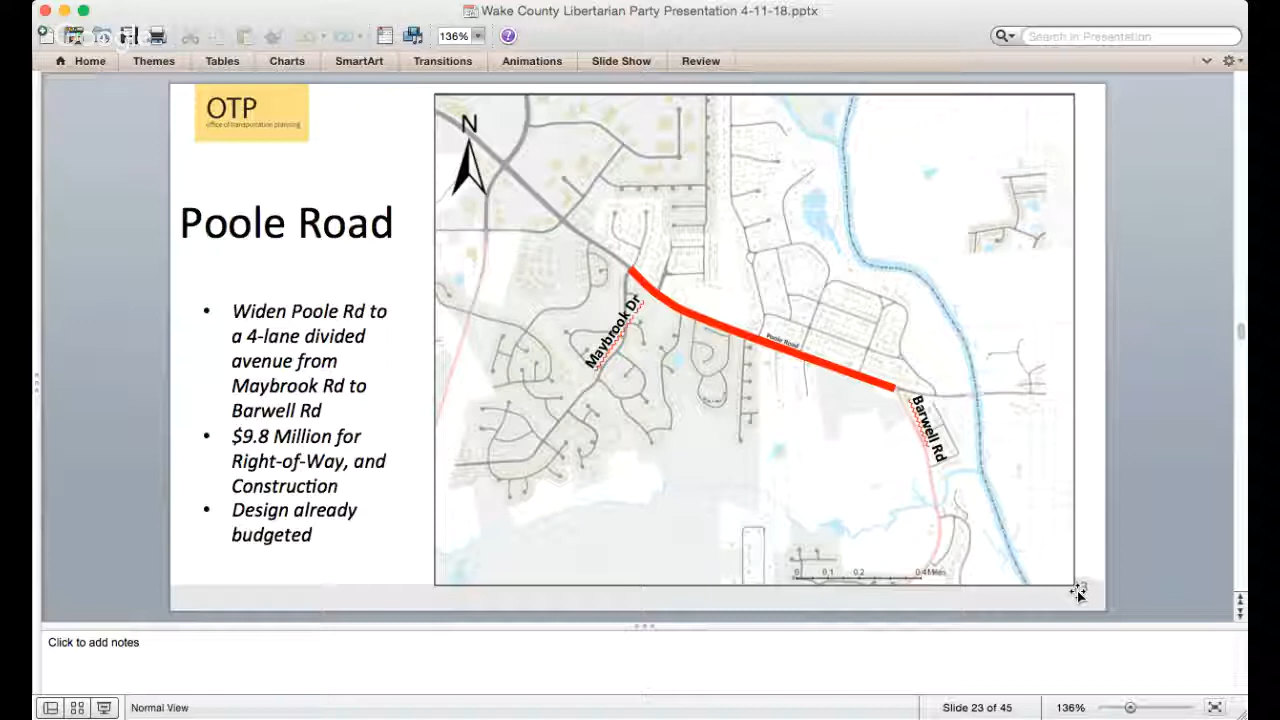 Wake County Libertarian Party Presentation 4-11-18.pptx
136%
Search in Presentation
Home Themes Tables Charts SmartArt Transitions Animations Slide Show Review
OTP
office of transportation planning
Poole Road
• Widen Poole Rd to
a 4-lane divided
avenue from
Maybrook Rd to
Barwell Rd
• $9.8 Million for
Right-of-Way, and
Construction
• Design already
budgeted
N
Maybrook Dr
Poole Road
Barwell Rd
0 0.1 0.2 0.4 Miles
Click to add notes
Normal View
Slide 23 of 45
136%